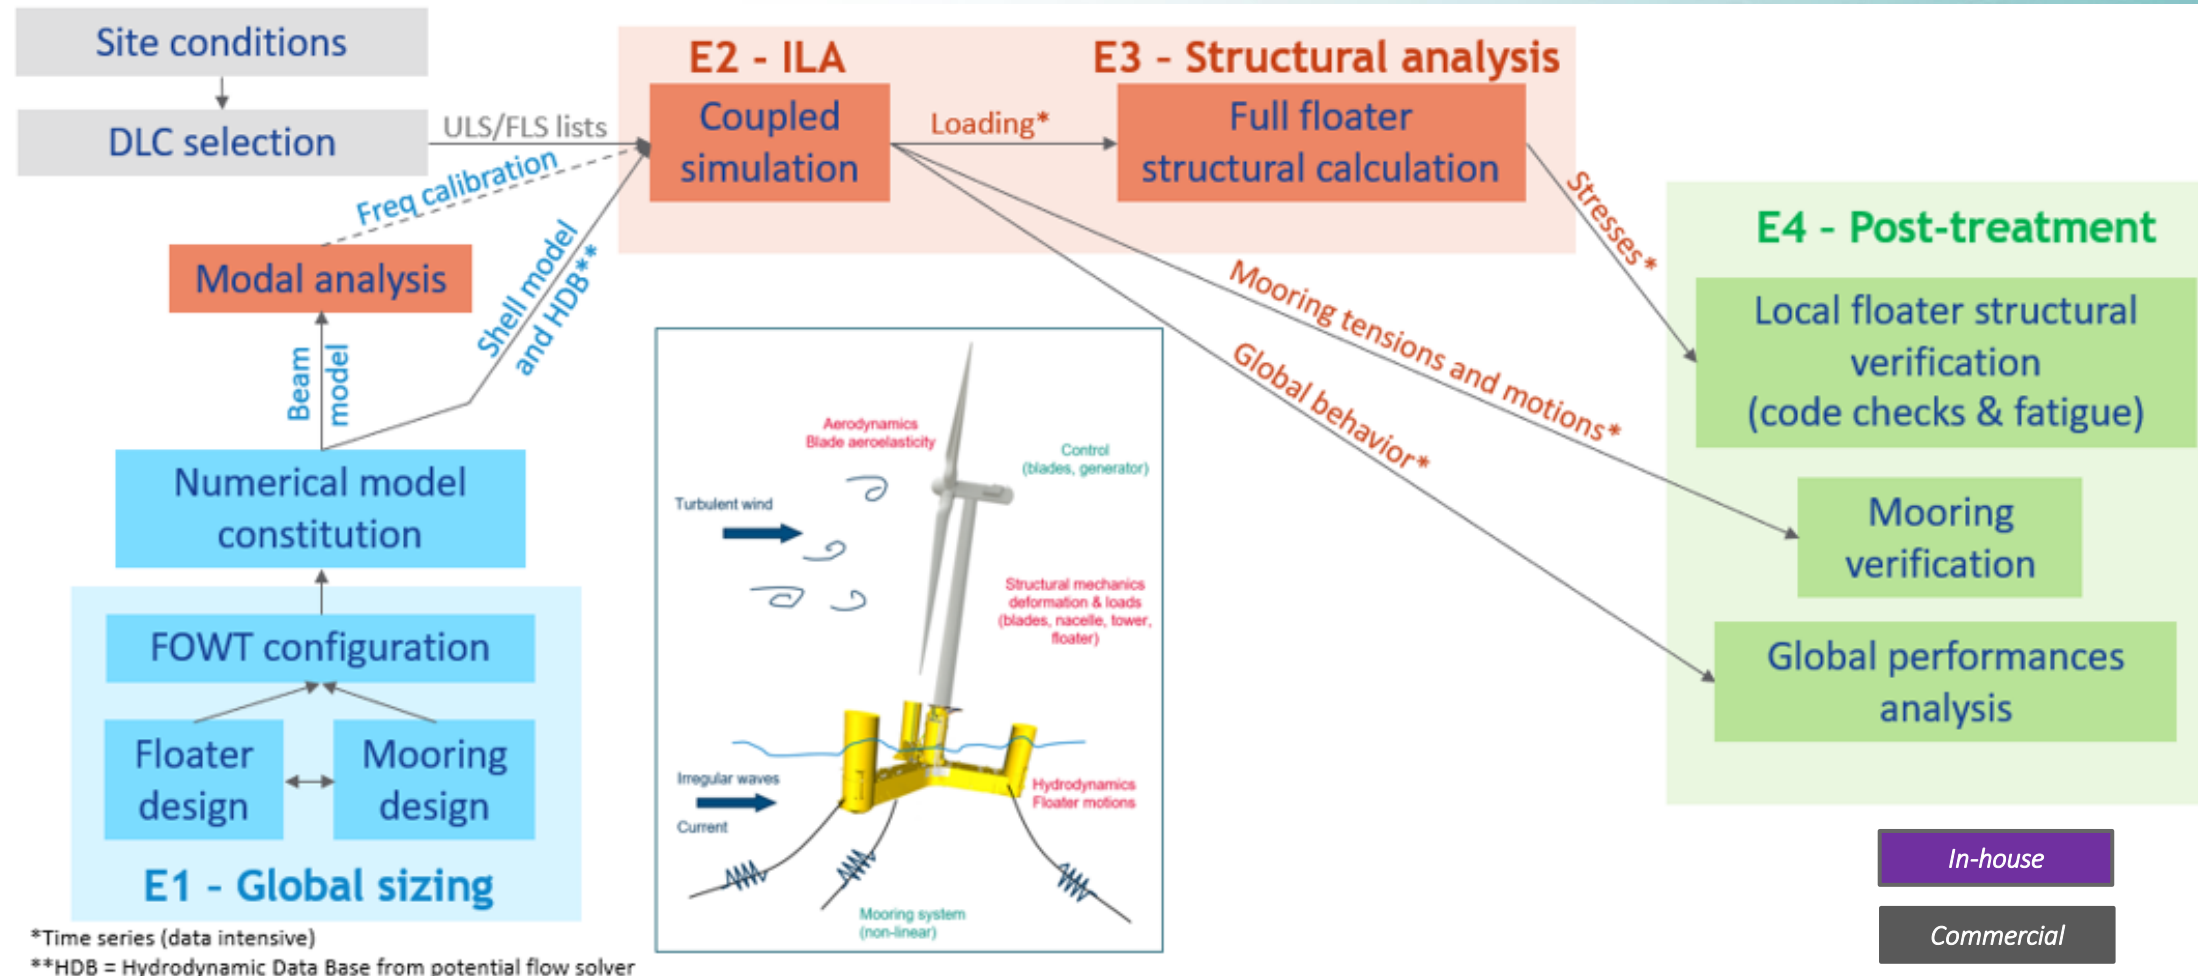 Site conditions
DLC selection
ULS/FLS lists
Freq calibration
Modal analysis
Beam
model
Shell model
and HDB**
Numerical model
constitution
FOWT configuration
Floater
design
Mooring
design
E1 - Global sizing
*Time series (data intensive)
**HDB = Hydrodynamic Data Base from potential flow solver
E2 - ILA
Coupled
simulation
Loading*
E3 - Structural analysis
Full floater
structural calculation
Stresses*
Mooring tensions and motions*
Global behavior*
E4 - Post-treatment
Local floater structural
verification
(code checks & fatigue)
Mooring
verification
Global performances
analysis
Aerodynamics
Blade aeroelasticity
Control
(blades, generator)
Turbulent wind
Structural mechanics
deformation & loads
(blades, nacelle, tower,
floater)
Irregular waves
Current
Hydrodynamics
Floater motions
Mooring system
(non-linear)
In-house
Commercial